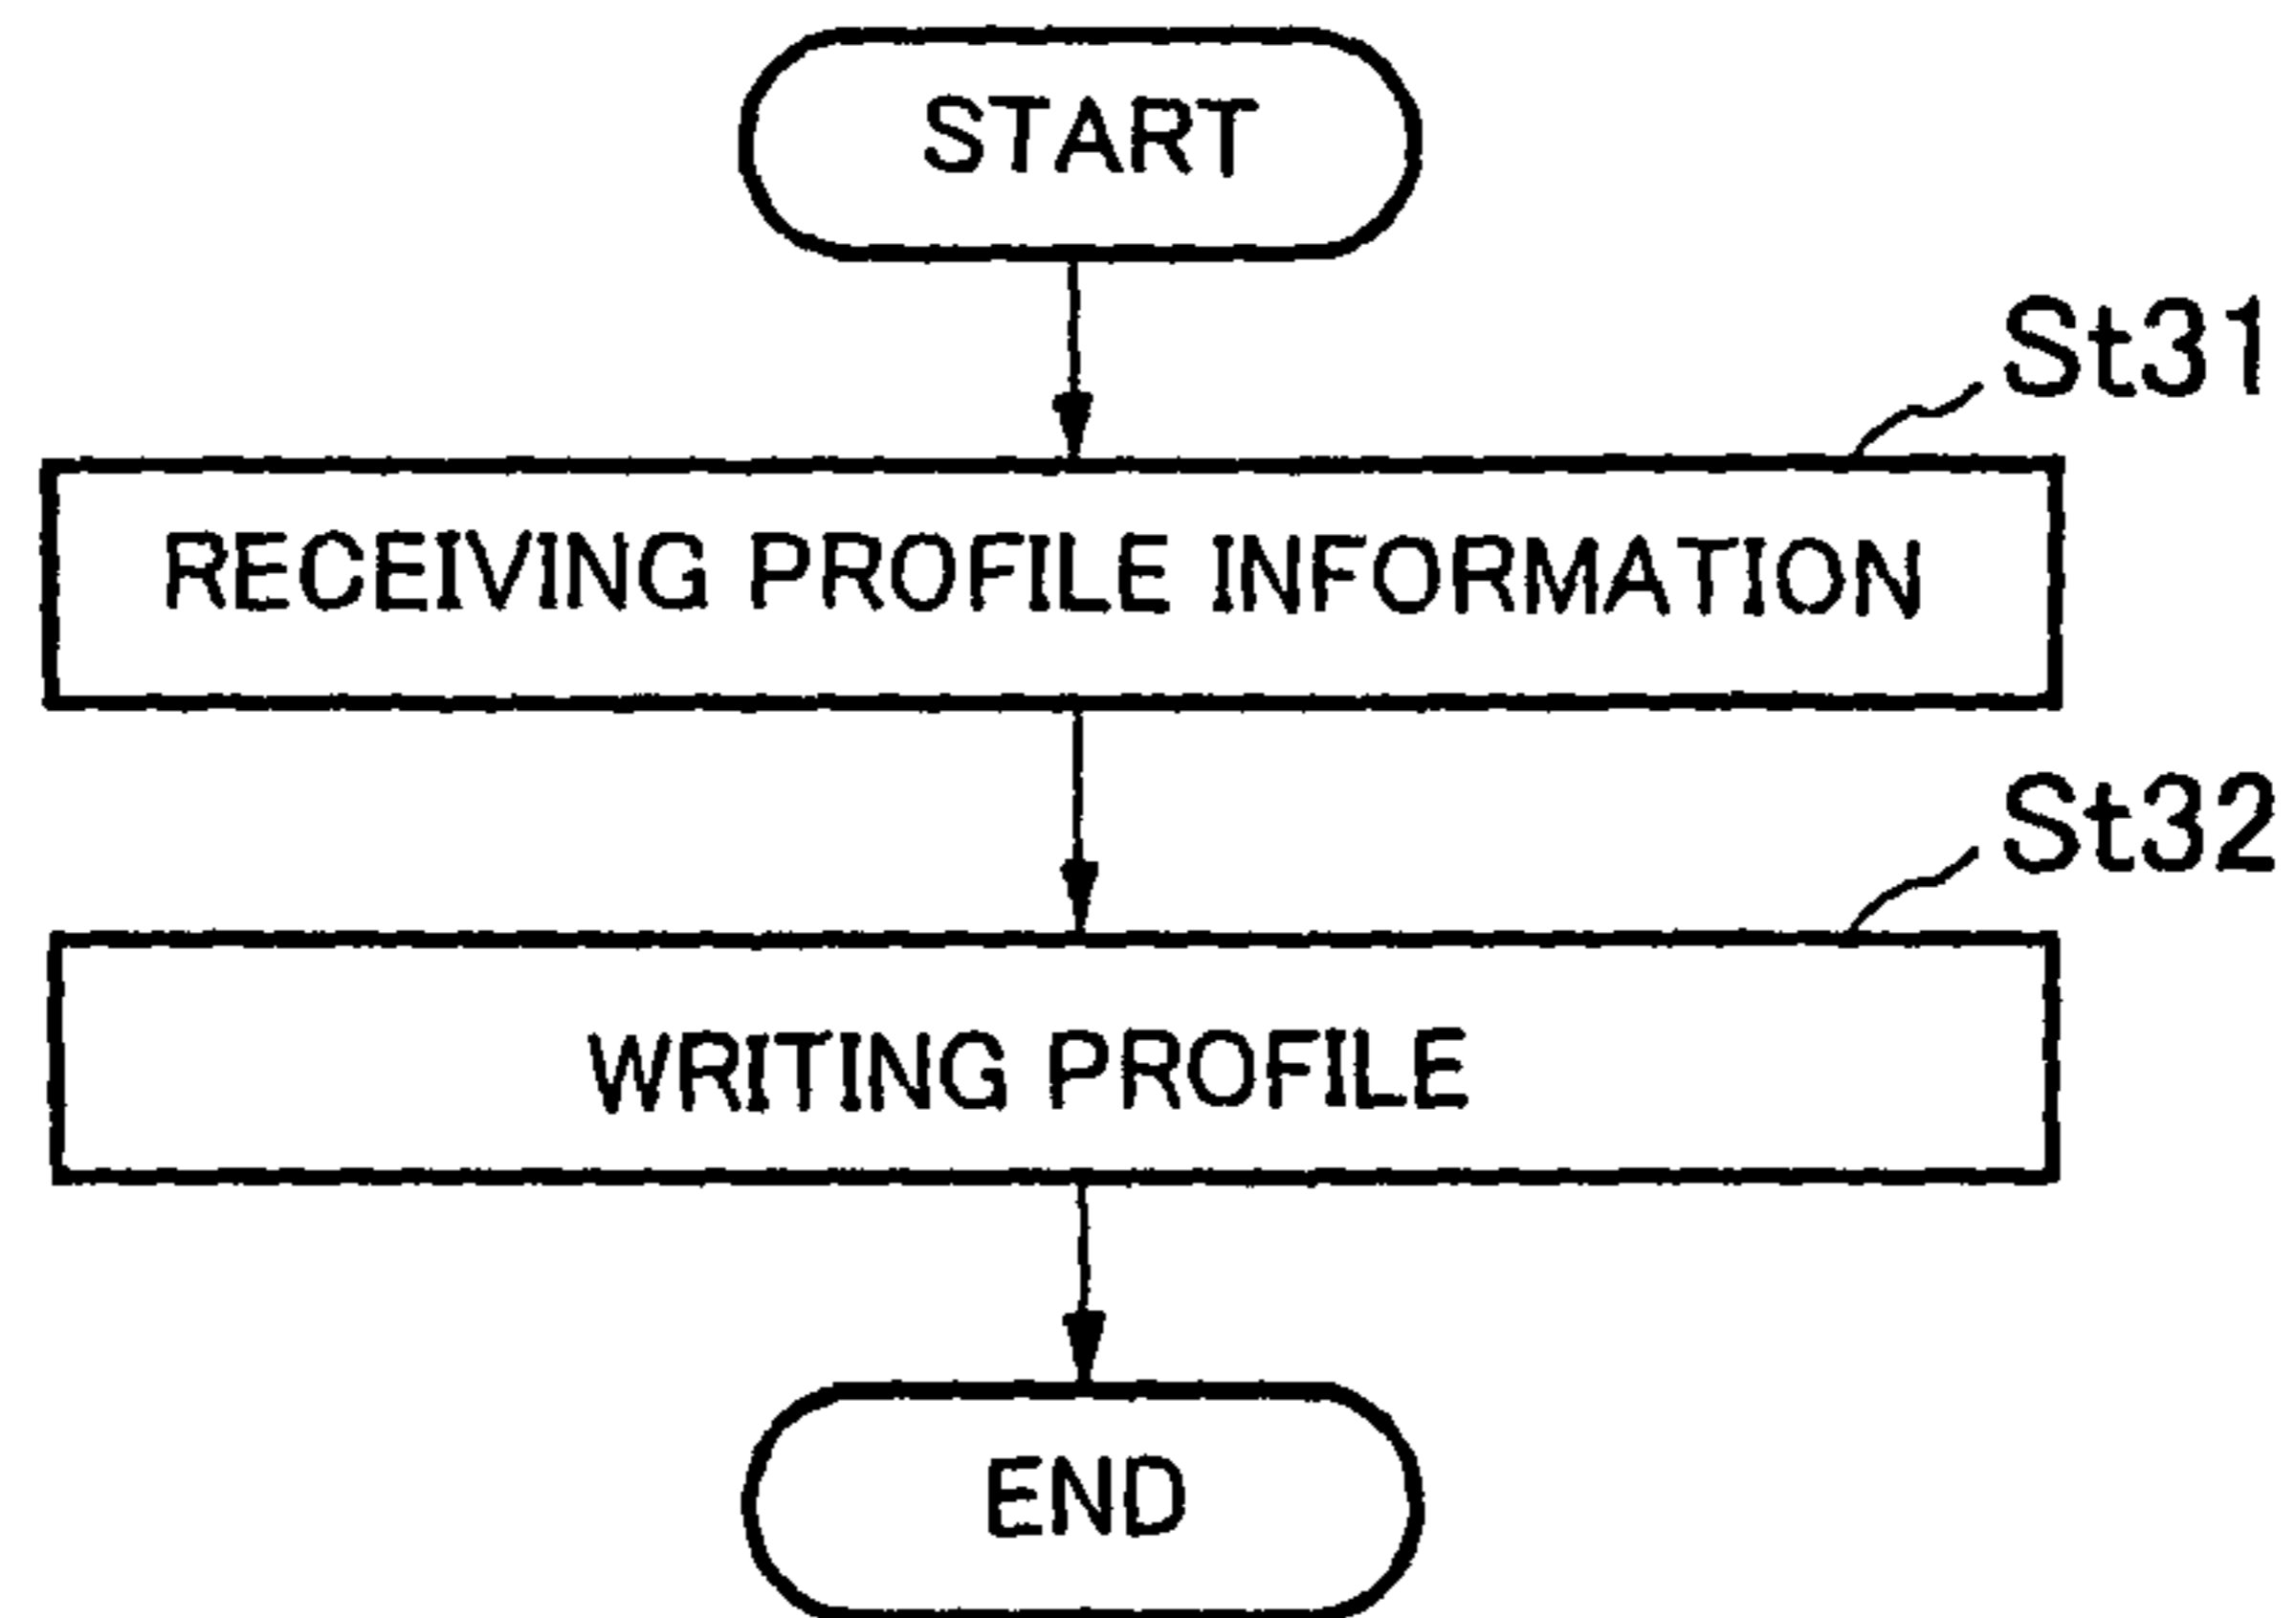 START
St31
RECEIVING PROFILE INFORMATION
St32
WRITING PROFILE
END